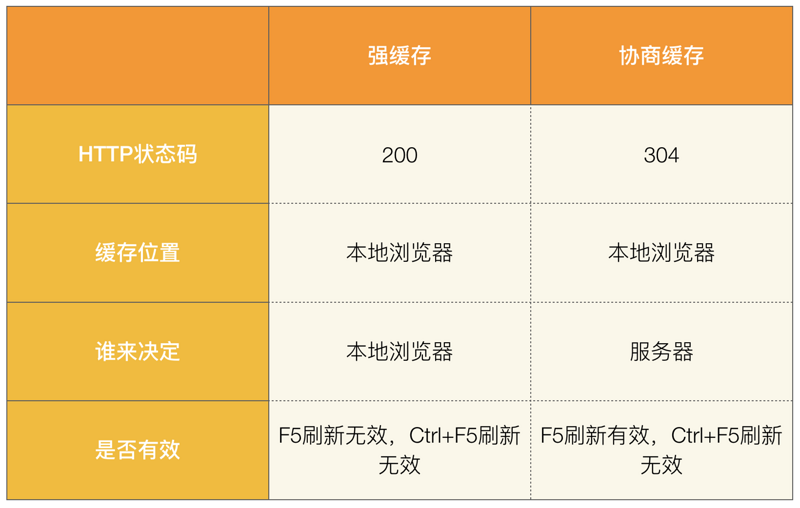 强缓存
协商缓存
HTTP状态码
200
304
缓存位置
本地浏览器
本地浏览器
谁来决定
本地浏览器
服务器
是否有效
F5刷新无效，Ctrl+F5刷新
无效
F5刷新有效，Ctrl+F5刷新
无效